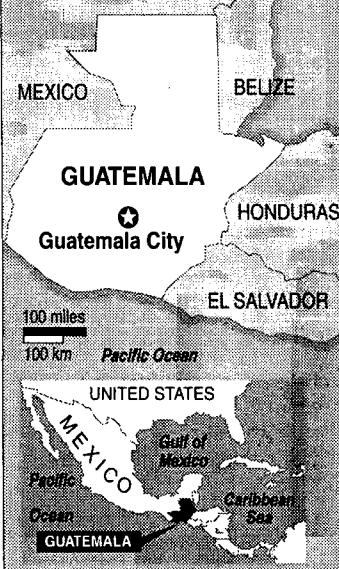 MEXICO
BELIZE
GUATEMALA
HONDURAS
Guatemala City
EL SALVADOR
100 miles
100 km
Pacific Ocean
UNITED STATES
MEXICO
Gulf of
Mexico
Pacific
Ocean
Caribbean
Sea
GUATEMALA